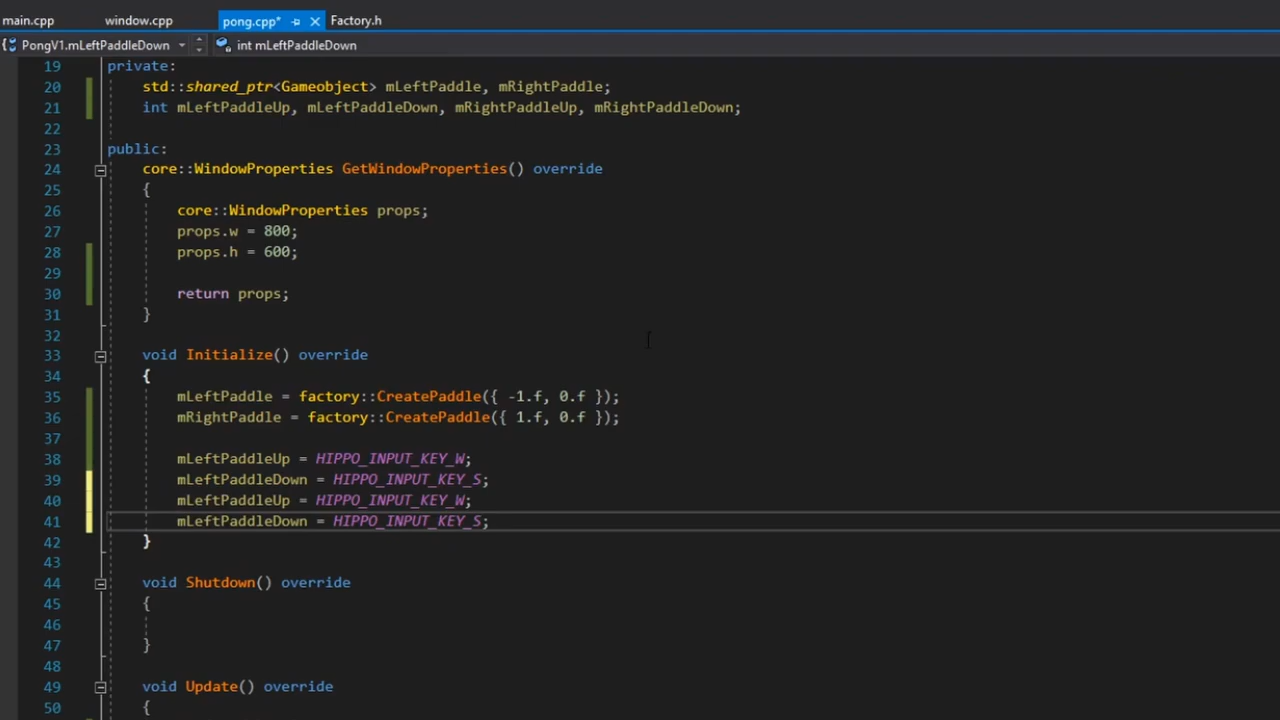 main.cpp window.cpp pong.cpp* Factory.h
PongV1.mLeftPaddleDown int mLeftPaddleDown
19 private:
20 std::shared_ptr<Gameobject> mLeftPaddle, mRightPaddle;
21 int mLeftPaddleUp, mLeftPaddleDown, mRightPaddleUp, mRightPaddleDown;
22
23 public:
24 core::WindowProperties GetWindowProperties() override
25 {
26 core::WindowProperties props;
27 props.w = 800;
28 props.h = 600;
29
30 return props;
31 }
32
33 void Initialize() override
34 {
35 mLeftPaddle = factory::CreatePaddle({ -1.f, 0.f });
36 mRightPaddle = factory::CreatePaddle({ 1.f, 0.f });
37
38 mLeftPaddleUp = HIPPO_INPUT_KEY_W;
39 mLeftPaddleDown = HIPPO_INPUT_KEY_S;
40 mLeftPaddleUp = HIPPO_INPUT_KEY_W;
41 mLeftPaddleDown = HIPPO_INPUT_KEY_S;
42 }
43
44 void Shutdown() override
45 {
46
47 }
48
49 void Update() override
50 {